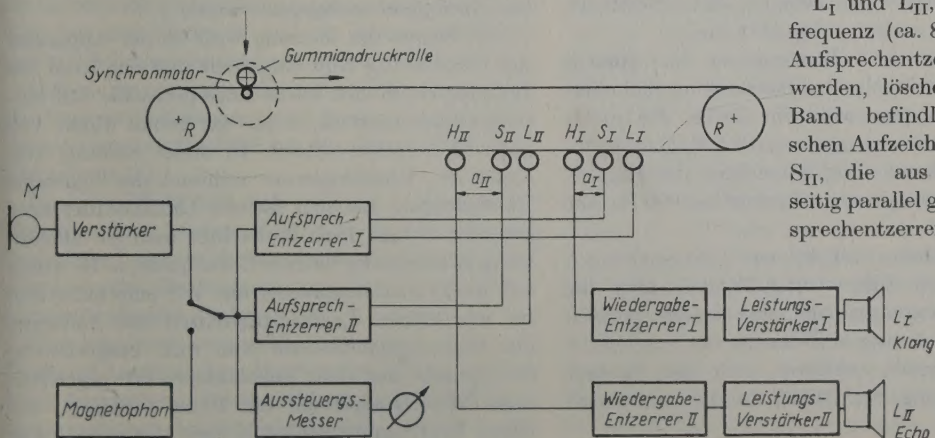 Synchronmotor
Gummiandruckrolle
+R
R+
H_II S_II L_II H_I S_I L_I
a_II
a_I
M
Verstärker
Aufsprech-
Entzerrer I
Aufsprech-
Entzerrer II
Magnetophon
Aussteuergs-
Messer
Wiedergabe-
Entzerrer I
Leistungs-
Verstärker I
L_I
Klang
Wiedergabe-
Entzerrer II
Leistungs-
Verstärker II
L_II
Echo
L_I und L_II,
frequenz (ca. 8
Aufsprechentze
werden, lösche
Band befindl
schen Aufzeich
S_II, die aus
seitig parallel g
sprechentzerre